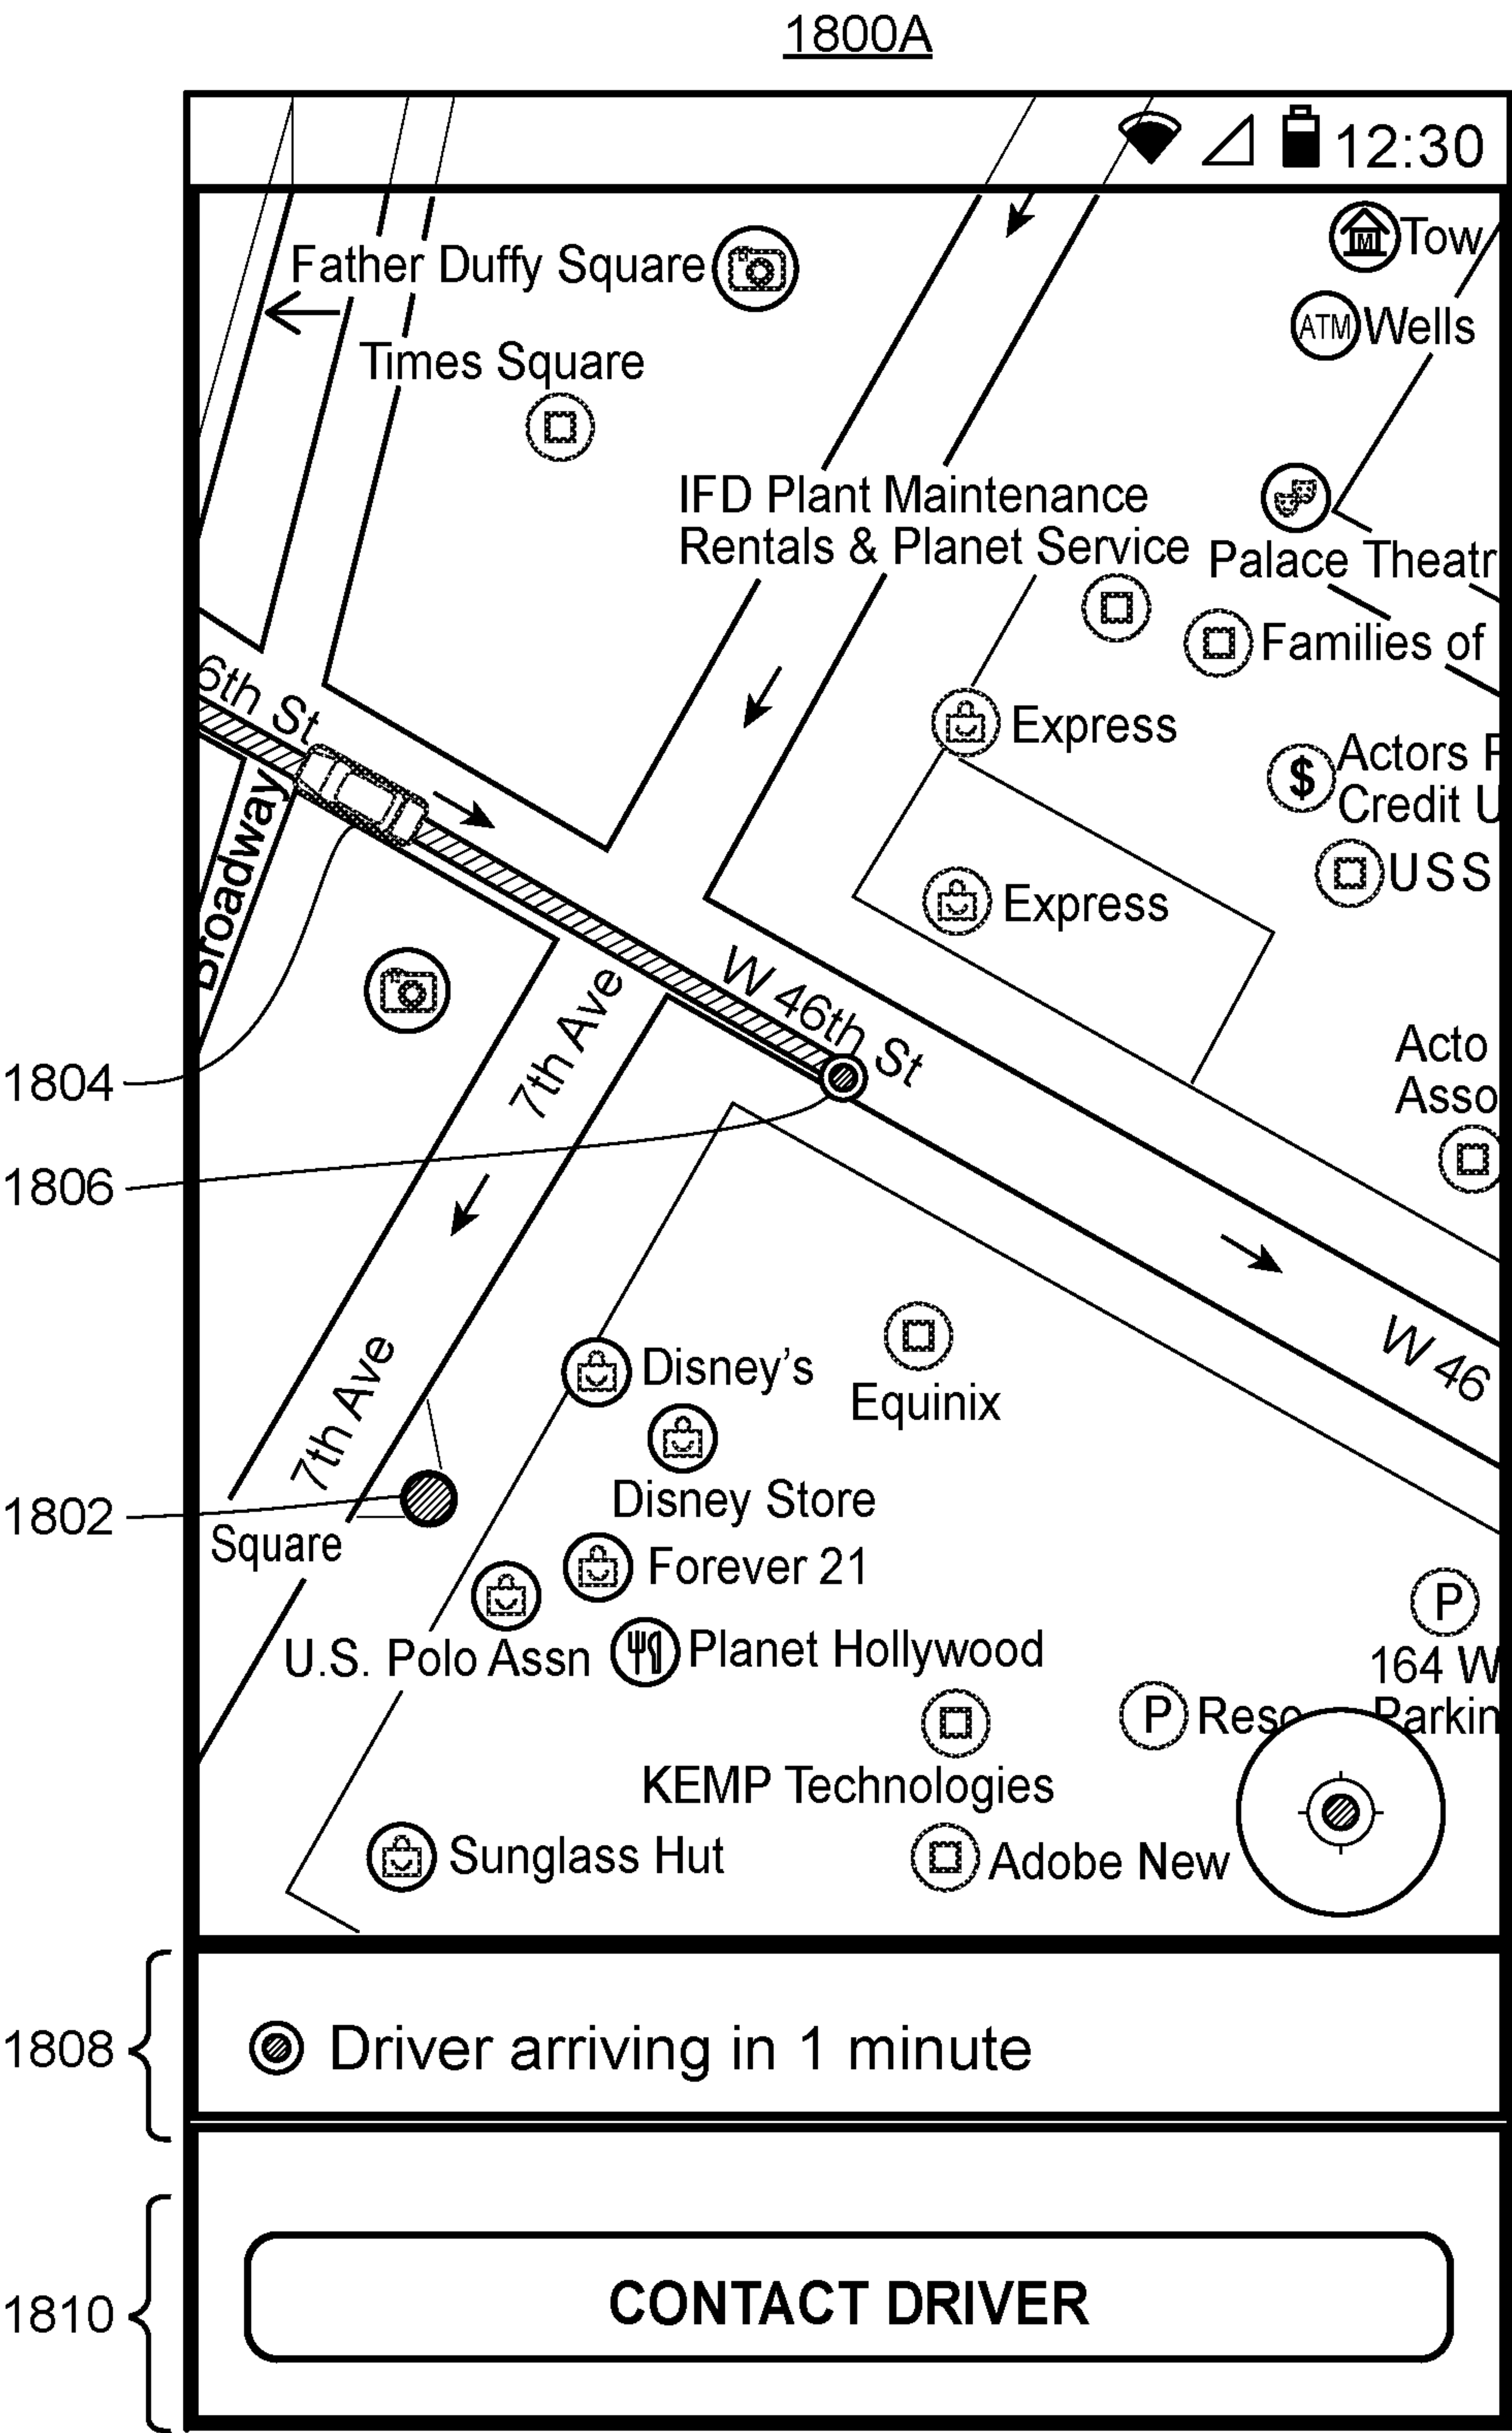 1800A
12:30
Father Duffy Square
Tow
ATM
Wells
Times Square
IFD Plant Maintenance
Rentals & Planet Service
Palace Theatr
Families of
6th St
Express
Actors F
Credit U
$
Broadway
USS
Express
W 46th St
7th Ave
Acto
Asso
1804
1806
W 46
7th Ave
Disney's
Equinix
Disney Store
1802
Square
Forever 21
P
U.S. Polo Assn
Planet Hollywood
164 W
P
Reso
Parkin
KEMP Technologies
Sunglass Hut
Adobe New
1808
Driver arriving in 1 minute
1810
CONTACT DRIVER